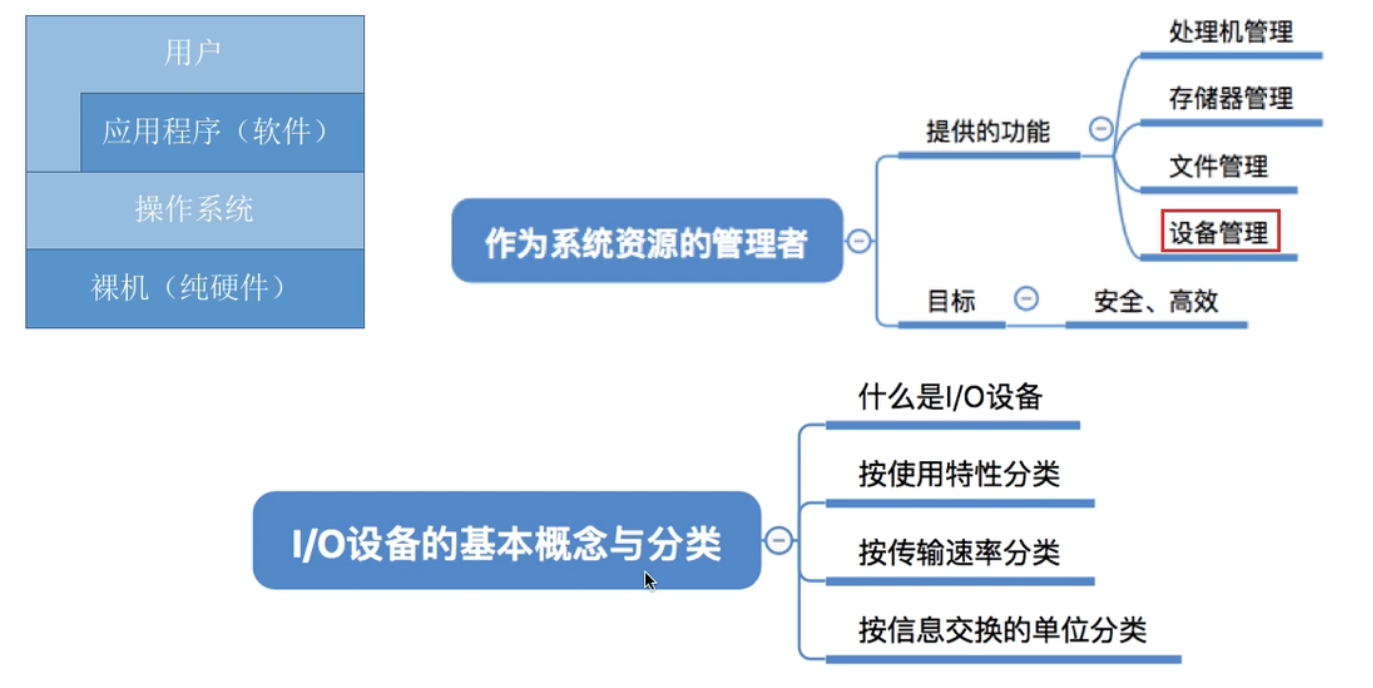 用户
应用程序（软件）
操作系统
裸机（纯硬件）
作为系统资源的管理者
提供的功能
处理机管理
存储器管理
文件管理
设备管理
目标
安全、高效
I/O设备的基本概念与分类
什么是I/O设备
按使用特性分类
按传输速率分类
按信息交换的单位分类